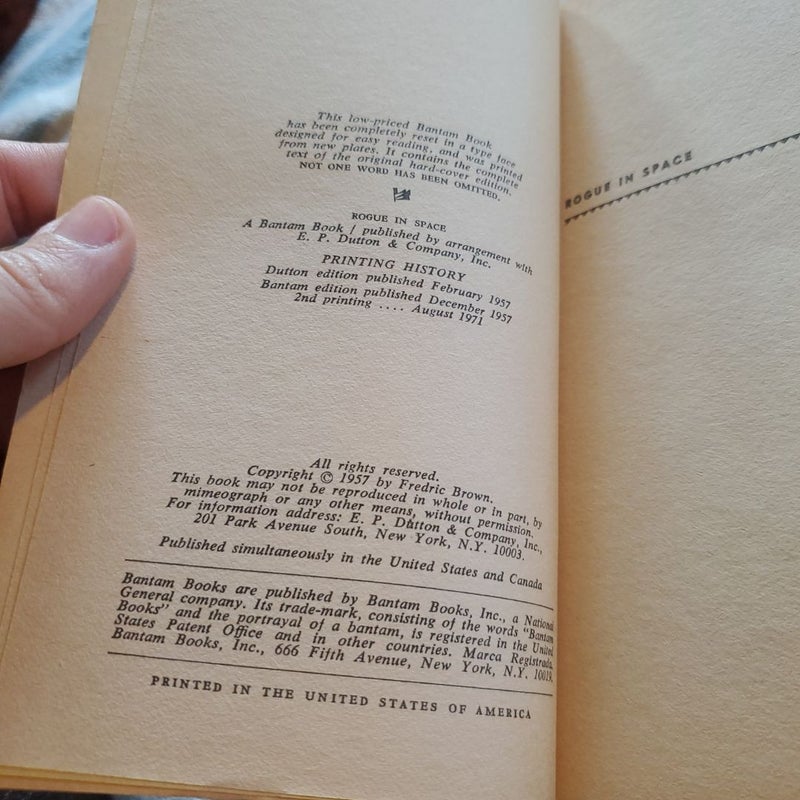 This low-priced Bantam Book
has been completely reset in a type face
designed for easy reading, and was printed
from new plates. It contains the complete
text of the original hard-cover edition.
NOT ONE WORD HAS BEEN OMITTED.
ROGUE IN SPACE
A Bantam Book / published by arrangement with
E. P. Dutton & Company, Inc.
PRINTING HISTORY
Dutton edition published February 1957
Bantam edition published December 1957
2nd printing .... August 1971
All rights reserved.
Copyright © 1957 by Fredric Brown.
This book may not be reproduced in whole or in part, by
mimeograph or any other means, without permission.
For information address: E. P. Dutton & Company, Inc.,
201 Park Avenue South, New York, N.Y. 10003.
Published simultaneously in the United States and Canada
Bantam Books are published by Bantam Books, Inc., a National
General company. Its trade-mark, consisting of the words "Bantam
Books" and the portrayal of a bantam, is registered in the United
States Patent Office and in other countries. Marca Registrada.
Bantam Books, Inc., 666 Fifth Avenue, New York, N.Y. 10019.
PRINTED IN THE UNITED STATES OF AMERICA
ROGUE IN SPACE